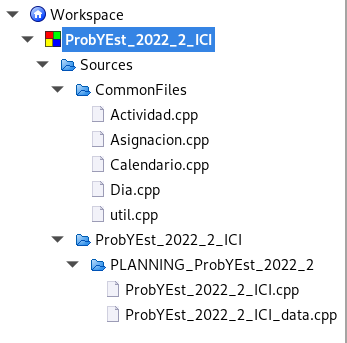 Workspace
ProbYEst_2022_2_ICI
Sources
CommonFiles
Actividad.cpp
Asignacion.cpp
Calendario.cpp
Dia.cpp
util.cpp
ProbYEst_2022_2_ICI
PLANNING_ProbYEst_2022_2
ProbYEst_2022_2_ICI.cpp
ProbYEst_2022_2_ICI_data.cpp